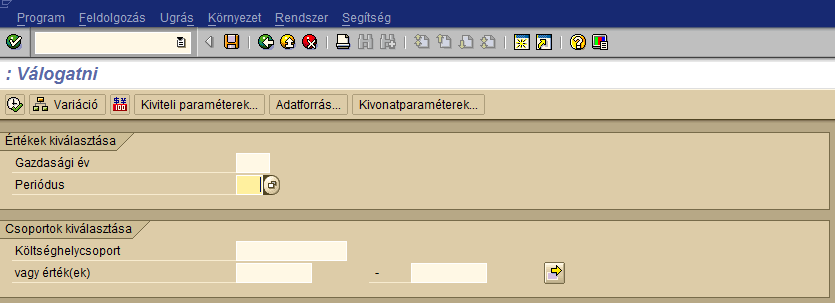 Program Feldolgozás Ugrás Környezet Rendszer Segítség
: Válogatni
Variáció Kiviteli paraméterek... Adatforrás... Kivonatparaméterek...
Értékek kiválasztása
Gazdasági év
Periódus
Csoportok kiválasztása
Költséghelycsoport
vagy érték(ek) -